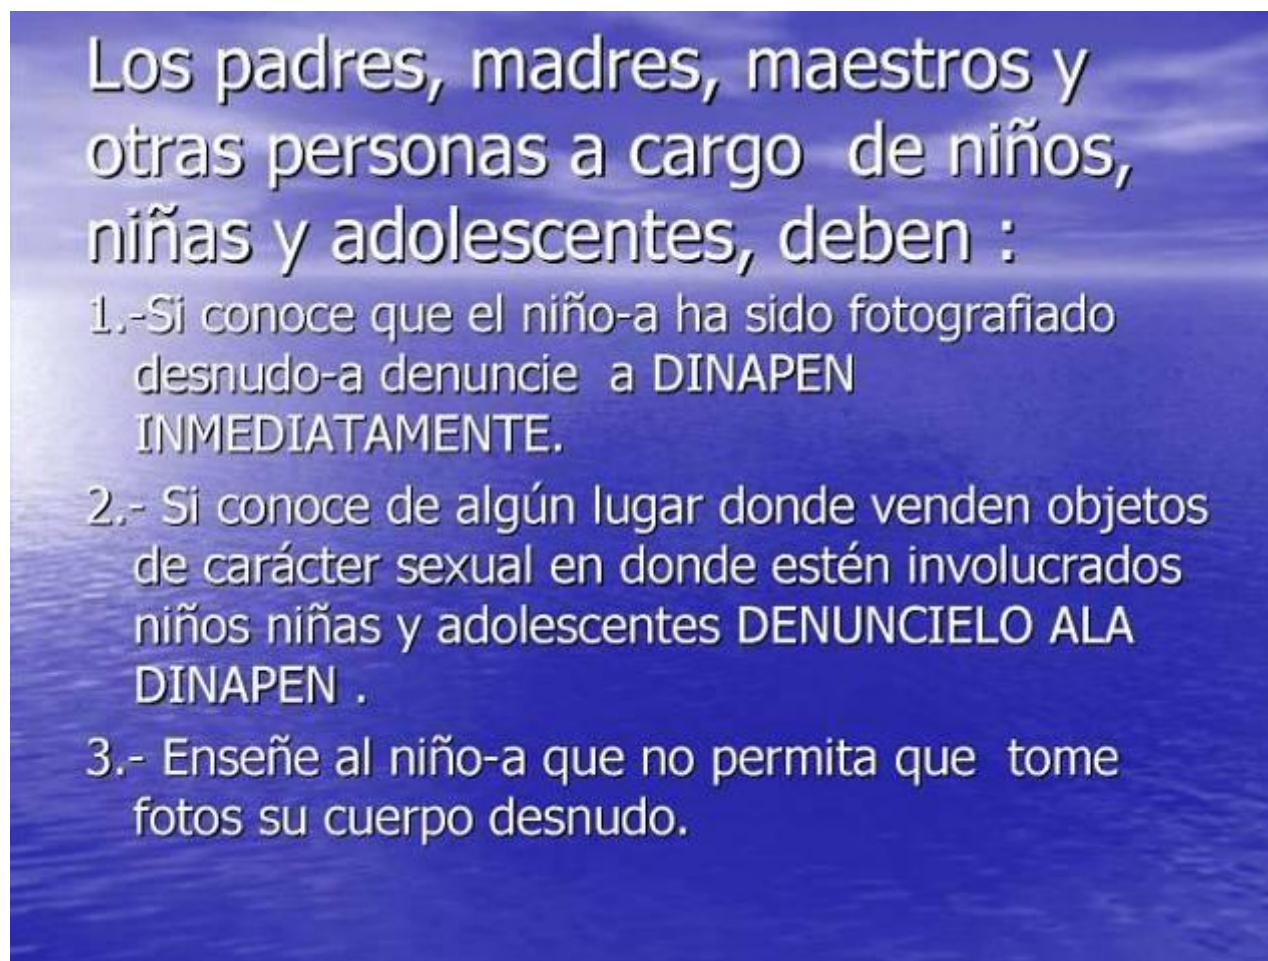 Los padres, madres, maestros y
otras personas a cargo  de niños,
niñas y adolescentes, deben :
1.-Si conoce que el niño-a ha sido fotografiado
desnudo-a denuncie  a DINAPEN
INMEDIATAMENTE.
2.- Si conoce de algún lugar donde venden objetos
de carácter sexual en donde estén involucrados
niños niñas y adolescentes DENUNCIELO ALA
DINAPEN .
3.- Enseñe al niño-a que no permita que  tome
fotos su cuerpo desnudo.